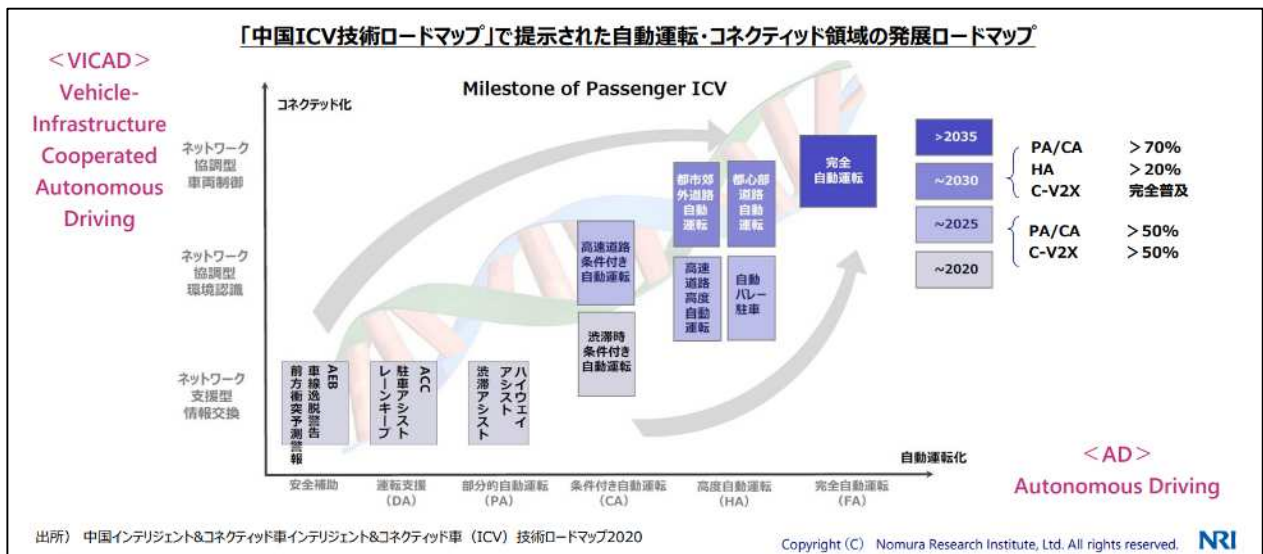 「中国ICV技術ロードマップ」で提示された自動運転・コネクティッド領域の発展ロードマップ
＜VICAD＞
Vehicle-
Infrastructure
Cooperated
Autonomous
Driving
コネクテッド化
Milestone of Passenger ICV
ネットワーク
協調型
車両制御
ネットワーク
協調型
環境認識
ネットワーク
支援型
情報交換
AEB
車線逸脱警告
前方衝突予測警報
ACC
駐車アシスト
レーンキープ
ハイウェイ
アシスト
渋滞アシスト
高速道路
条件付き
自動運転
渋滞時
条件付き
自動運転
都市郊
外道路
自動
運転
都心部
道路
自動
運転
高速
道路
高度
自動
運転
自動
バレー
駐車
完全
自動運転
>2035
~2030
~2025
~2020
PA/CA ＞70%
HA ＞20%
C-V2X 完全普及
PA/CA ＞50%
C-V2X ＞50%
自動運転化
安全補助
運転支援
（DA）
部分的自動運転
（PA）
条件付き自動運転
（CA）
高度自動運転
（HA）
完全自動運転
（FA）
＜AD＞
Autonomous Driving
出所） 中国インテリジェント&コネクティッド車インテリジェント&コネクティッド車（ICV）技術ロードマップ2020
Copyright (C) Nomura Research Institute, Ltd. All rights reserved.
NRI